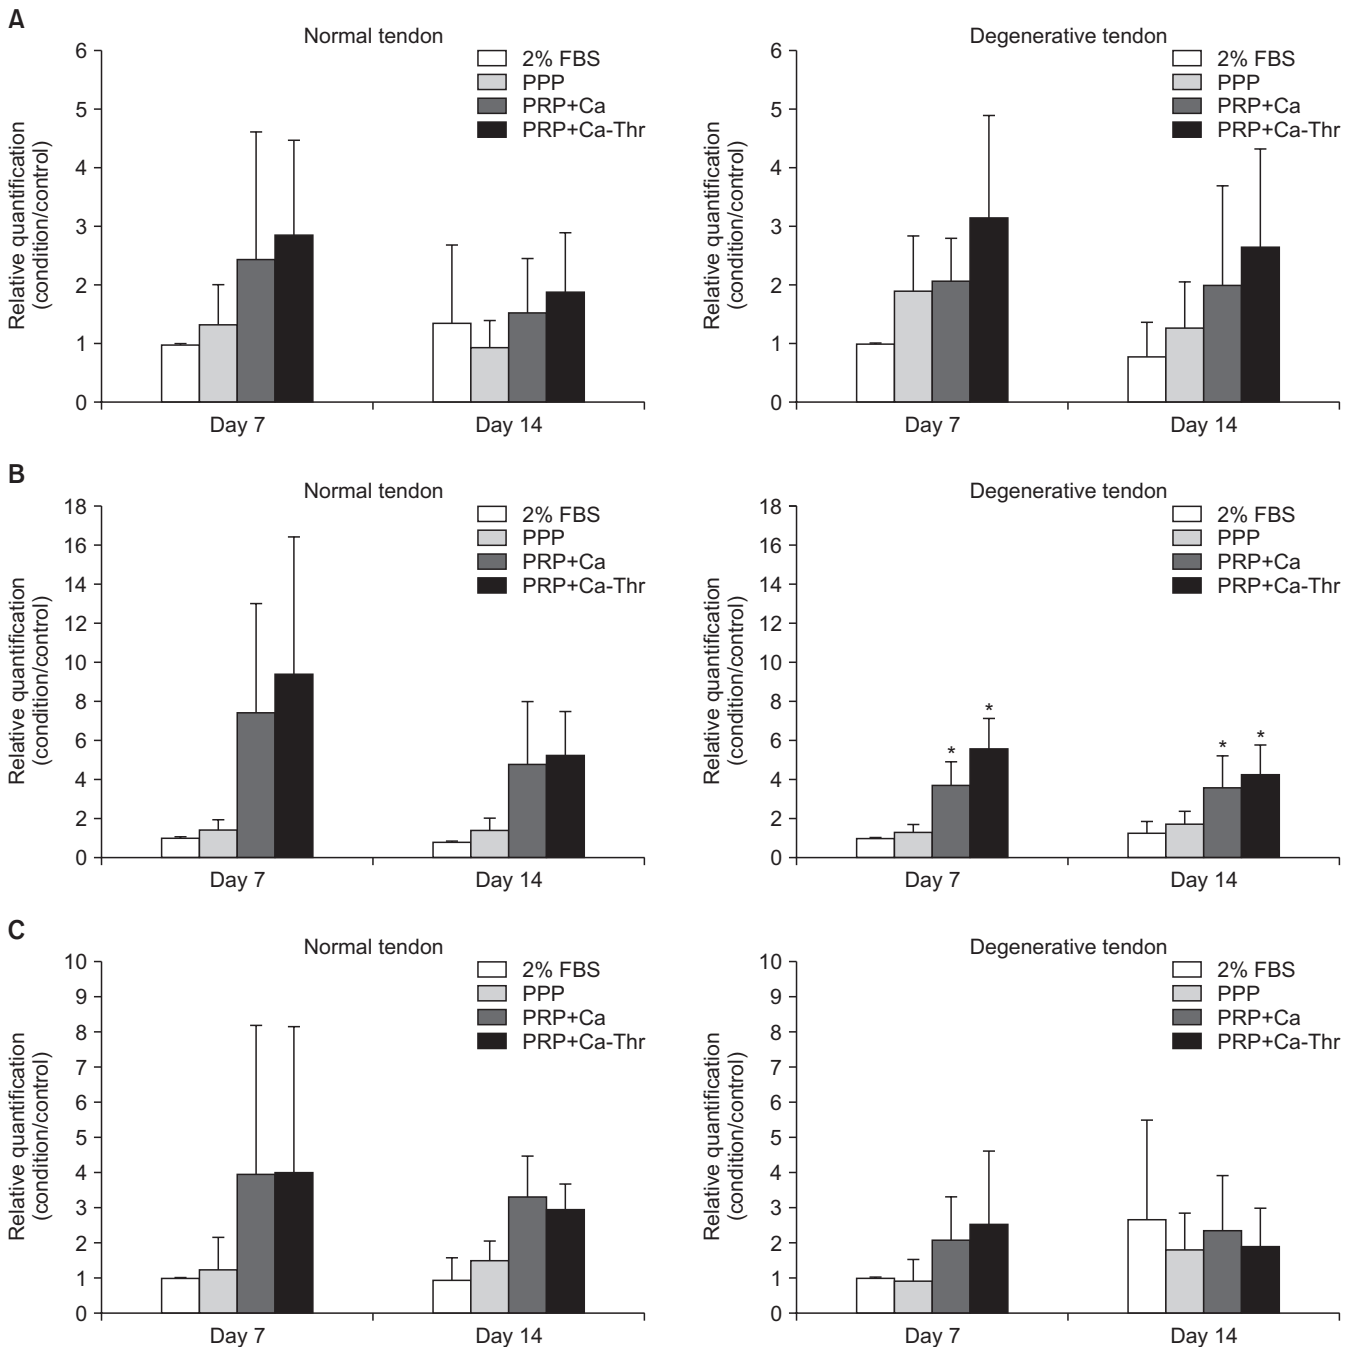 A
Normal tendon
Relative quantification
(condition/control)
6
5
4
3
2
1
0
2% FBS
PPP
PRP+Ca
PRP+Ca-Thr
Day 7
Day 14
Degenerative tendon
Relative quantification
(condition/control)
6
5
4
3
2
1
0
2% FBS
PPP
PRP+Ca
PRP+Ca-Thr
Day 7
Day 14
B
Normal tendon
Relative quantification
(condition/control)
18
16
14
12
10
8
6
4
2
0
2% FBS
PPP
PRP+Ca
PRP+Ca-Thr
Day 7
Day 14
Degenerative tendon
Relative quantification
(condition/control)
18
16
14
12
10
8
6
4
2
0
2% FBS
PPP
PRP+Ca
PRP+Ca-Thr
*
*
*
*
Day 7
Day 14
C
Normal tendon
Relative quantification
(condition/control)
10
9
8
7
6
5
4
3
2
1
0
2% FBS
PPP
PRP+Ca
PRP+Ca-Thr
Day 7
Day 14
Degenerative tendon
Relative quantification
(condition/control)
10
9
8
7
6
5
4
3
2
1
0
2% FBS
PPP
PRP+Ca
PRP+Ca-Thr
Day 7
Day 14